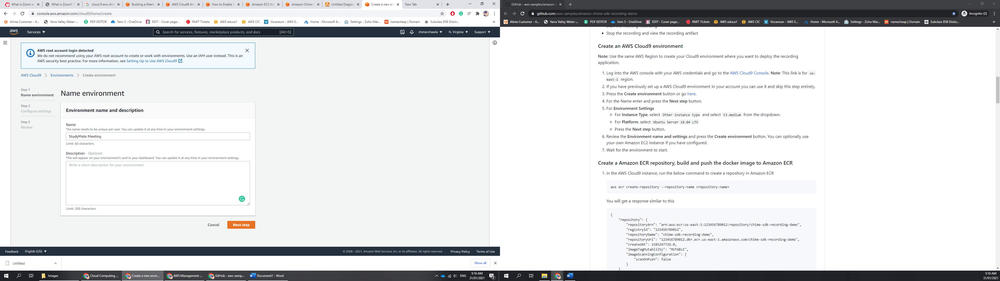 What is Zoom an
What is Zoom? T
cloud 9 aws chim
Building a Meeti
AWS Cloud9 Am
How to Enable C
Amazon EC2 Inst
Amazon Chime S
Untitled Diagram
Create a new en
New Tab
console.aws.amazon.com/cloud9/home/create
Alinta Customer - A...
Yarra Valley Water :...
PDF EDITOR
Sem 3 - OneDrive
EDIT - Cover page...
RMIT Tickets
AWS educa1
AWS CIC
Vocareum - AWS E...
Home - Microsoft A...
Settings - Zoho Mai...
namecheap | Domain
Subclass 858 Distin...
aws
Services
Search for services, features, marketplace products, and docs
[Alt+S]
chetanchawla
N. Virginia
Support
AWS root account login detected
We do not recommend using your AWS root account to create or work with environments. Use an IAM user instead. This is an
AWS security best practice. For more information, see Setting Up to Use AWS Cloud9
AWS Cloud9
Environments
Create environment
Step 1
Name environment
Step 2
Configure settings
Step 3
Review
Name environment
Environment name and description
Name
The name needs to be unique per user. You can update it at any time in your environment settings.
StudyMate Meeting
Limit: 60 characters
Description - Optional
This will appear on your environment's card in your dashboard. You can update it at any time in your environment settings.
Write a short description for your environment
Limit: 200 characters
Cancel
Next step
Feedback
English (US)
© 2008 - 2021, Amazon Web Services, Inc. or its affiliates. All rights reserved.
Privacy Policy
Terms of Use
Untitled
Show all
Images
Cloud Computing ...
Create a new envir...
AWS Management ...
GitHub - aws-samp...
Document1 - Word
ENG
5:16 AM
31/01/2021
2
GitHub - aws-samples/amazon-c
github.com/aws-samples/amazon-chime-sdk-recording-demo
Incognito (2)
Alinta Customer - A...
Yarra Valley Water :...
PDF EDITOR
Sem 3 - OneDrive
EDIT - Cover page...
RMIT Tickets
AWS educa1
AWS CIC
Vocareum - AWS E...
Home - Microsoft A...
Settings - Zoho Mai...
namecheap | Domain
Subclass 858 Distin...
Start the meeting recording
Stop the recording and view the recording artifact
Create an AWS Cloud9 environment
Note: Use the same AWS Region to create your Cloud9 environment where you want to deploy the recording
application.
1. Log into the AWS console with your AWS credentials and go to the AWS Cloud9 Console. Note: This link is for us-
east-1 region.
2. If you have previously set up a AWS Cloud9 environment in your account you can use it and skip this step entirely.
3. Press the Create environment button or go here.
4. For the Name enter and press the Next step button.
5. For Environment Settings
For Instance Type, select Other instance type and select t3.medium from the dropdown.
For Platform, select Ubuntu Server 18.04 LTS
Press the Next step button.
6. Review the Environment name and settings and press the Create environment button. You can optionally use
your own Amazon EC2 instance if you have configured.
7. Wait for the environment to start.
Create a Amazon ECR repository, build and push the docker image to Amazon ECR
1. In the AWS Cloud9 instance, run the below command to create a repository in Amazon ECR
aws ecr create-repository --repository-name <repository-name>
You will get a response similar to this
{
"repository": {
"repositoryArn": "arn:aws:ecr:us-east-1:123456789012:repository/chime-sdk-recording-demo",
"registryId": "123456789012",
"repositoryName": "chime-sdk-recording-demo",
"repositoryUri": "123456789012.dkr.ecr.us-east-1.amazonaws.com/chime-sdk-recording-demo",
"createdAt": 1585247726.0,
"imageTagMutability": "MUTABLE",
"imageScanningConfiguration": {
"scanOnPush": false
}
}
5:16 AM
31/01/2021